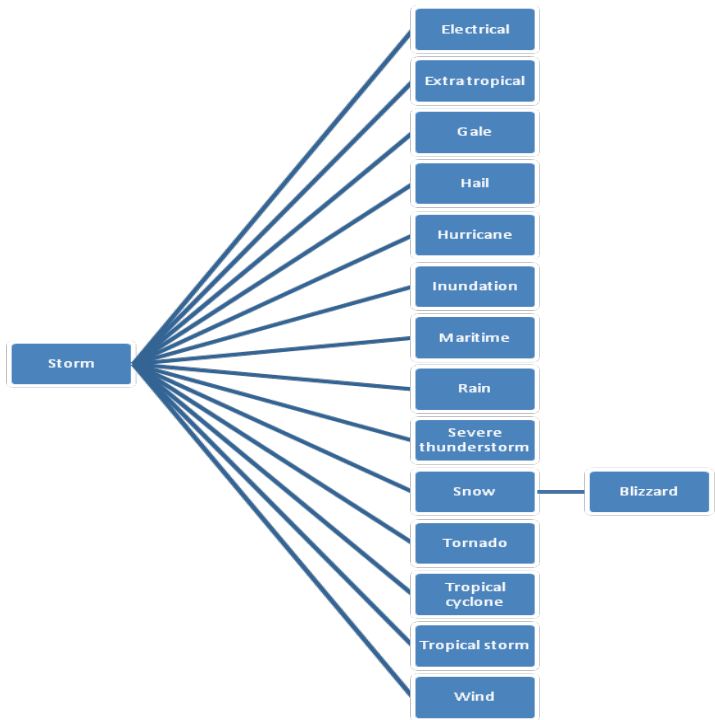 Electrical
Extratropical
Gale
Hail
Hurricane
Inundation
Maritime
Storm
Rain
Severe
thunderstorm
Snow
Blizzard
Tornado
Tropical
cyclone
Tropical storm
Wind